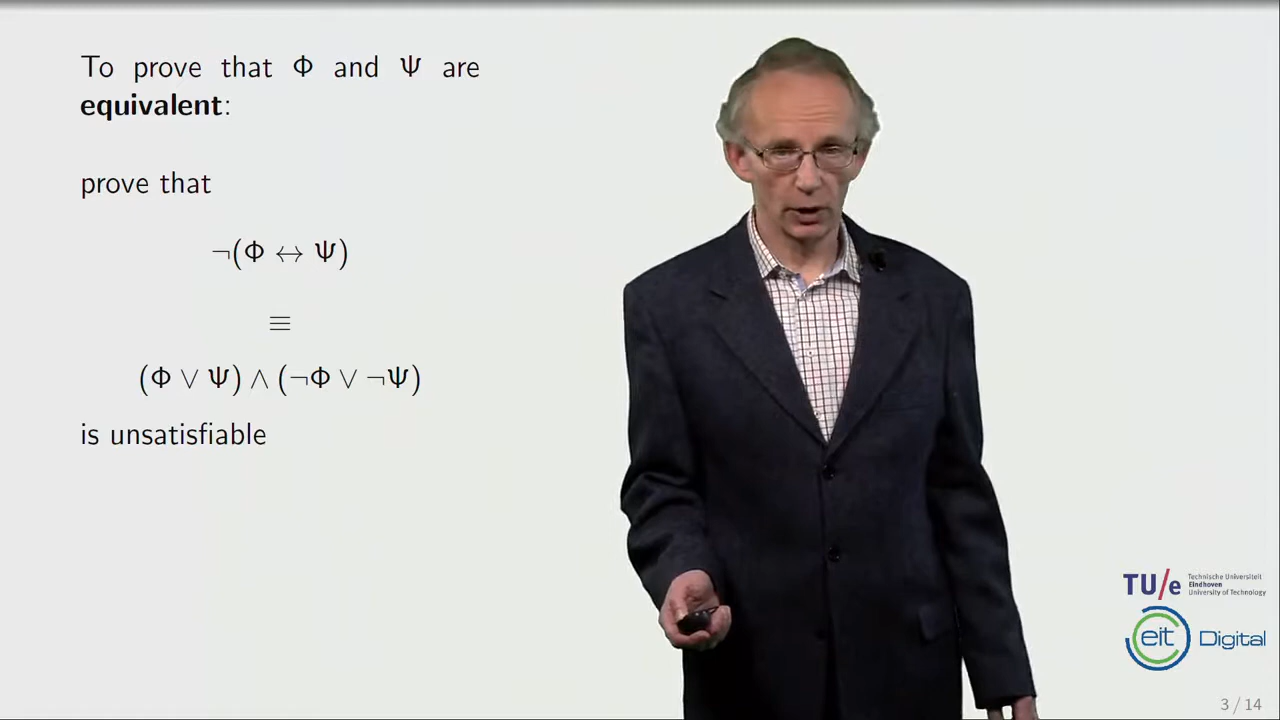 To prove that Φ and Ψ are
equivalent:
prove that
¬(Φ ↔ Ψ)
≡
(Φ ∨ Ψ) ∧ (¬Φ ∨ ¬Ψ)
is unsatisfiable
TU/e
Technische Universiteit
Eindhoven
University of Technology
eit Digital
3 / 14